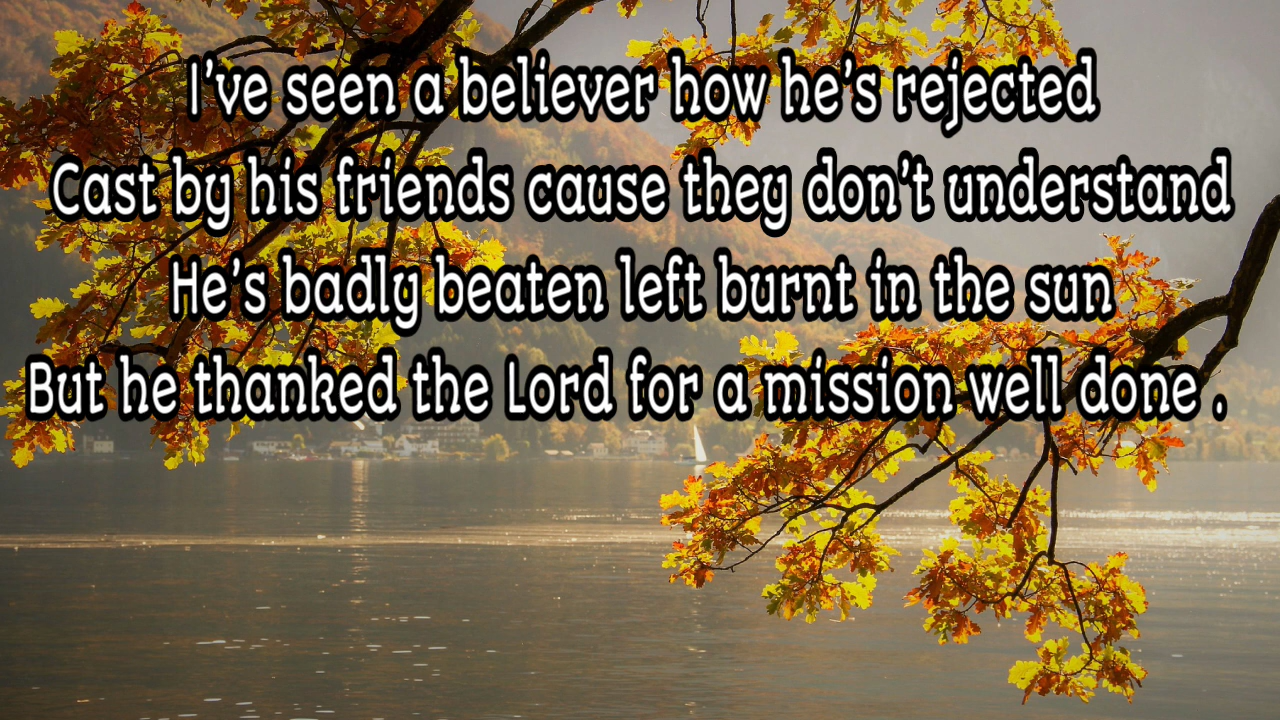 I've seen a believer how he's rejected
Cast by his friends cause they don't understand
He's badly beaten left burnt in the sun
But he thanked the Lord for a mission well done .